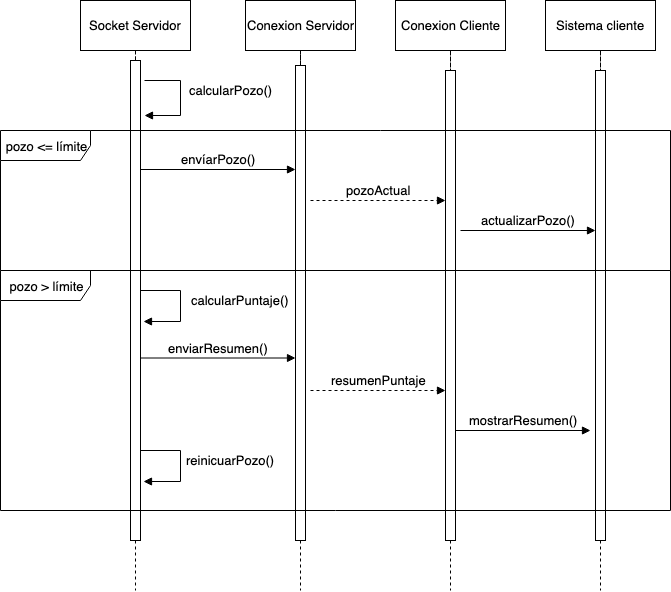 Socket Servidor
Conexion Servidor
Conexion Cliente
Sistema cliente
calcularPozo()
pozo <= límite
envíarPozo()
pozoActual
actualizarPozo()
pozo > límite
calcularPuntaje()
enviarResumen()
resumenPuntaje
mostrarResumen()
reinicuarPozo()